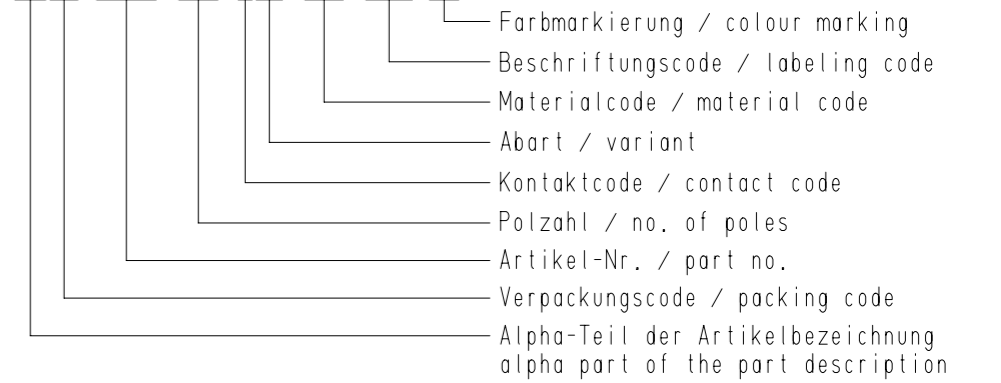 Farbmarkierung / colour marking
Beschriftungscode / labeling code
Materialcode / material code
Abart / variant
Kontaktcode / contact code
Polzahl / no. of poles
Artikel-Nr. / part no.
Verpackungscode / packing code
Alpha-Teil der Artikelbezeichnung
alpha part of the part description